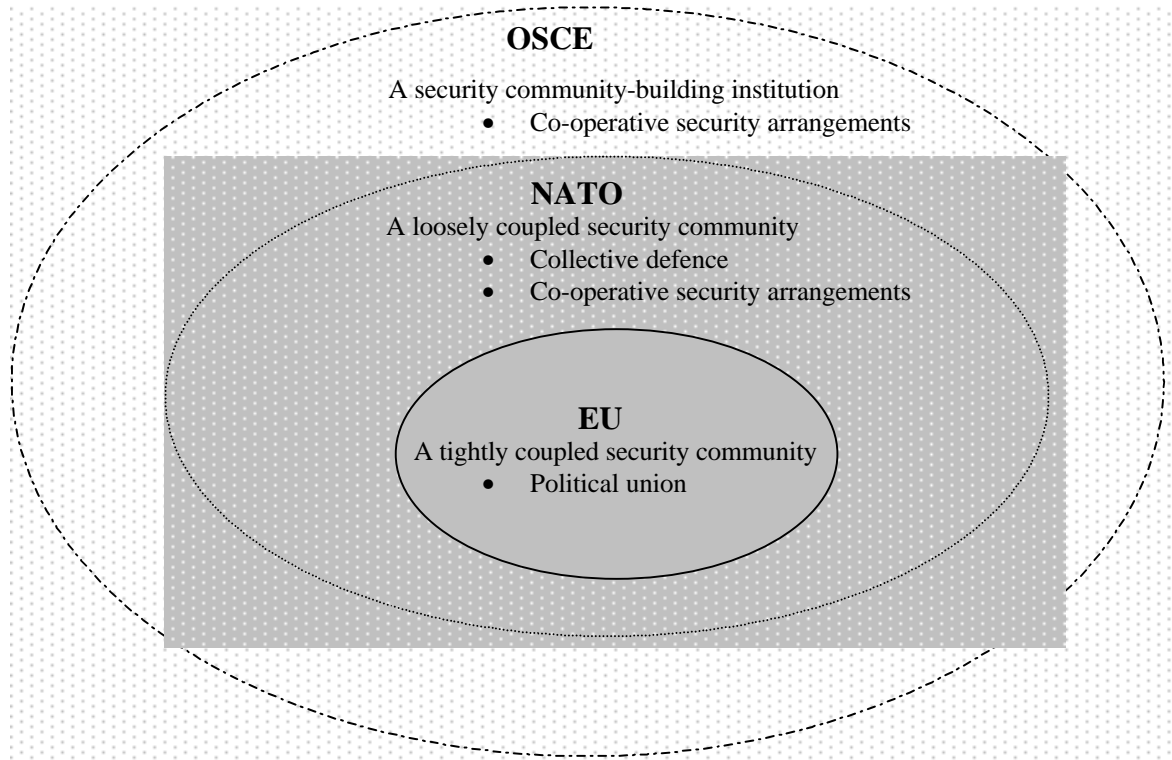 OSCE
A security community-building institution
• Co-operative security arrangements
NATO
A loosely coupled security community
• Collective defence
• Co-operative security arrangements
EU
A tightly coupled security community
• Political union